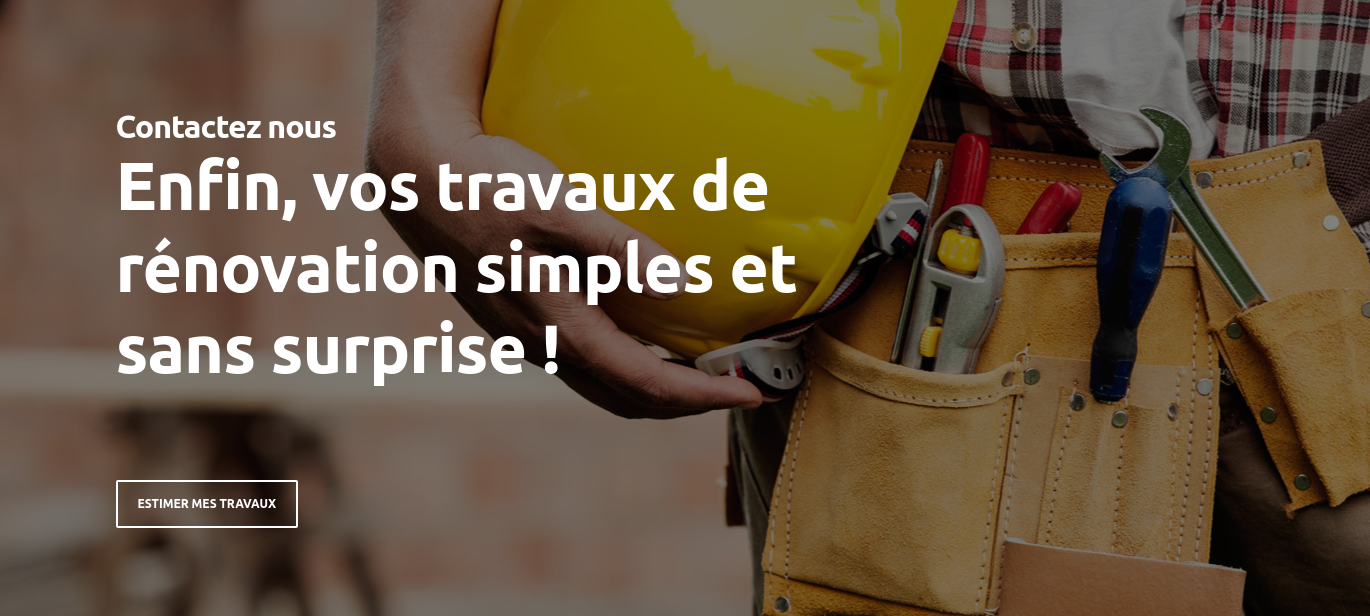 Contactez nous
Enfin, vos travaux de
rénovation simples et
sans surprise !
ESTIMER MES TRAVAUX